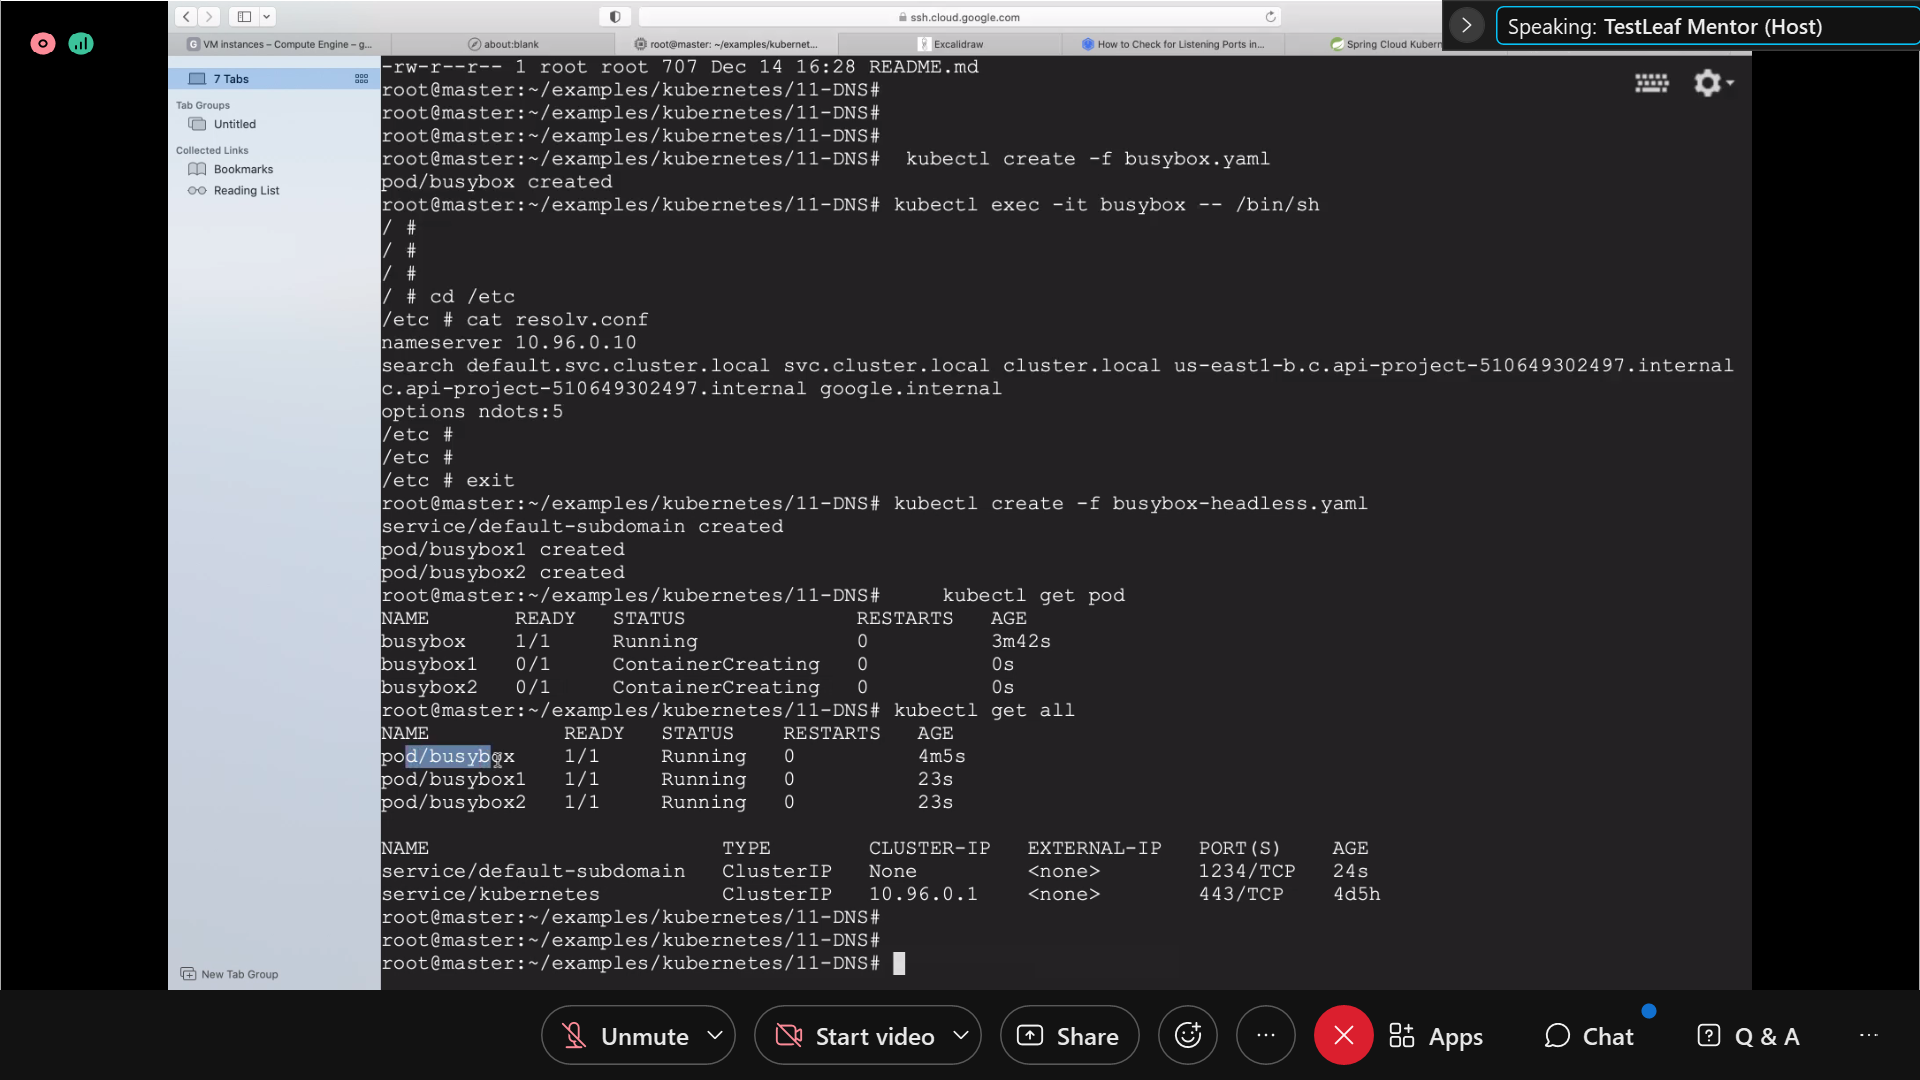 ssh.cloud.google.com
Speaking: TestLeaf Mentor (Host)
VM instances – Compute Engine – g...
about:blank
root@master: ~/examples/kubernet...
Excalidraw
How to Check for Listening Ports in...
Spring Cloud Kubern
7 Tabs
Tab Groups
Untitled
Collected Links
Bookmarks
Reading List
New Tab Group
-rw-r--r-- 1 root root 707 Dec 14 16:28 README.md
root@master:~/examples/kubernetes/11-DNS#
root@master:~/examples/kubernetes/11-DNS#
root@master:~/examples/kubernetes/11-DNS#
root@master:~/examples/kubernetes/11-DNS#  kubectl create -f busybox.yaml
pod/busybox created
root@master:~/examples/kubernetes/11-DNS# kubectl exec -it busybox -- /bin/sh
/ #
/ #
/ #
/ # cd /etc
/etc # cat resolv.conf
nameserver 10.96.0.10
search default.svc.cluster.local svc.cluster.local cluster.local us-east1-b.c.api-project-510649302497.internal
c.api-project-510649302497.internal google.internal
options ndots:5
/etc #
/etc #
/etc # exit
root@master:~/examples/kubernetes/11-DNS# kubectl create -f busybox-headless.yaml
service/default-subdomain created
pod/busybox1 created
pod/busybox2 created
root@master:~/examples/kubernetes/11-DNS#     kubectl get pod
NAME       READY   STATUS              RESTARTS   AGE
busybox    1/1     Running             0          3m42s
busybox1   0/1     ContainerCreating   0          0s
busybox2   0/1     ContainerCreating   0          0s
root@master:~/examples/kubernetes/11-DNS# kubectl get all
NAME           READY   STATUS    RESTARTS   AGE
pod/busybox    1/1     Running   0          4m5s
pod/busybox1   1/1     Running   0          23s
pod/busybox2   1/1     Running   0          23s
NAME                        TYPE        CLUSTER-IP   EXTERNAL-IP   PORT(S)    AGE
service/default-subdomain   ClusterIP   None         <none>        1234/TCP   24s
service/kubernetes          ClusterIP   10.96.0.1    <none>        443/TCP    4d5h
root@master:~/examples/kubernetes/11-DNS#
root@master:~/examples/kubernetes/11-DNS#
root@master:~/examples/kubernetes/11-DNS#
Unmute
Start video
Share
Apps
Chat
Q & A